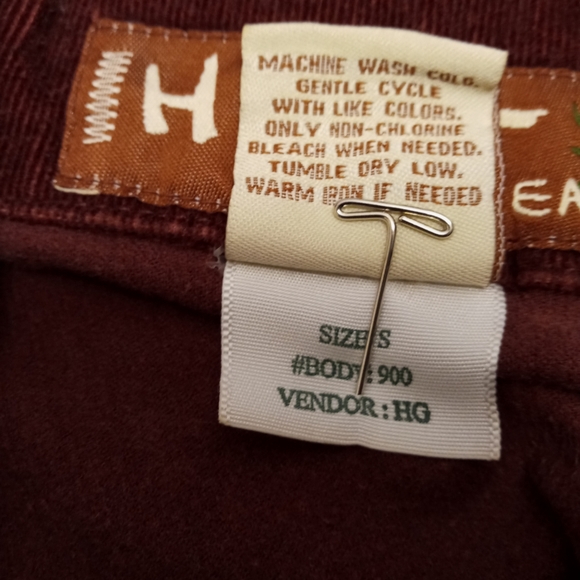 H
MACHINE WASH COLD.
GENTLE CYCLE
WITH LIKE COLORS.
ONLY NON-CHLORINE
BLEACH WHEN NEEDED.
TUMBLE DRY LOW.
WARM IRON IF NEEDED
EA
SIZE: S
#BODY: 900
VENDOR : HG